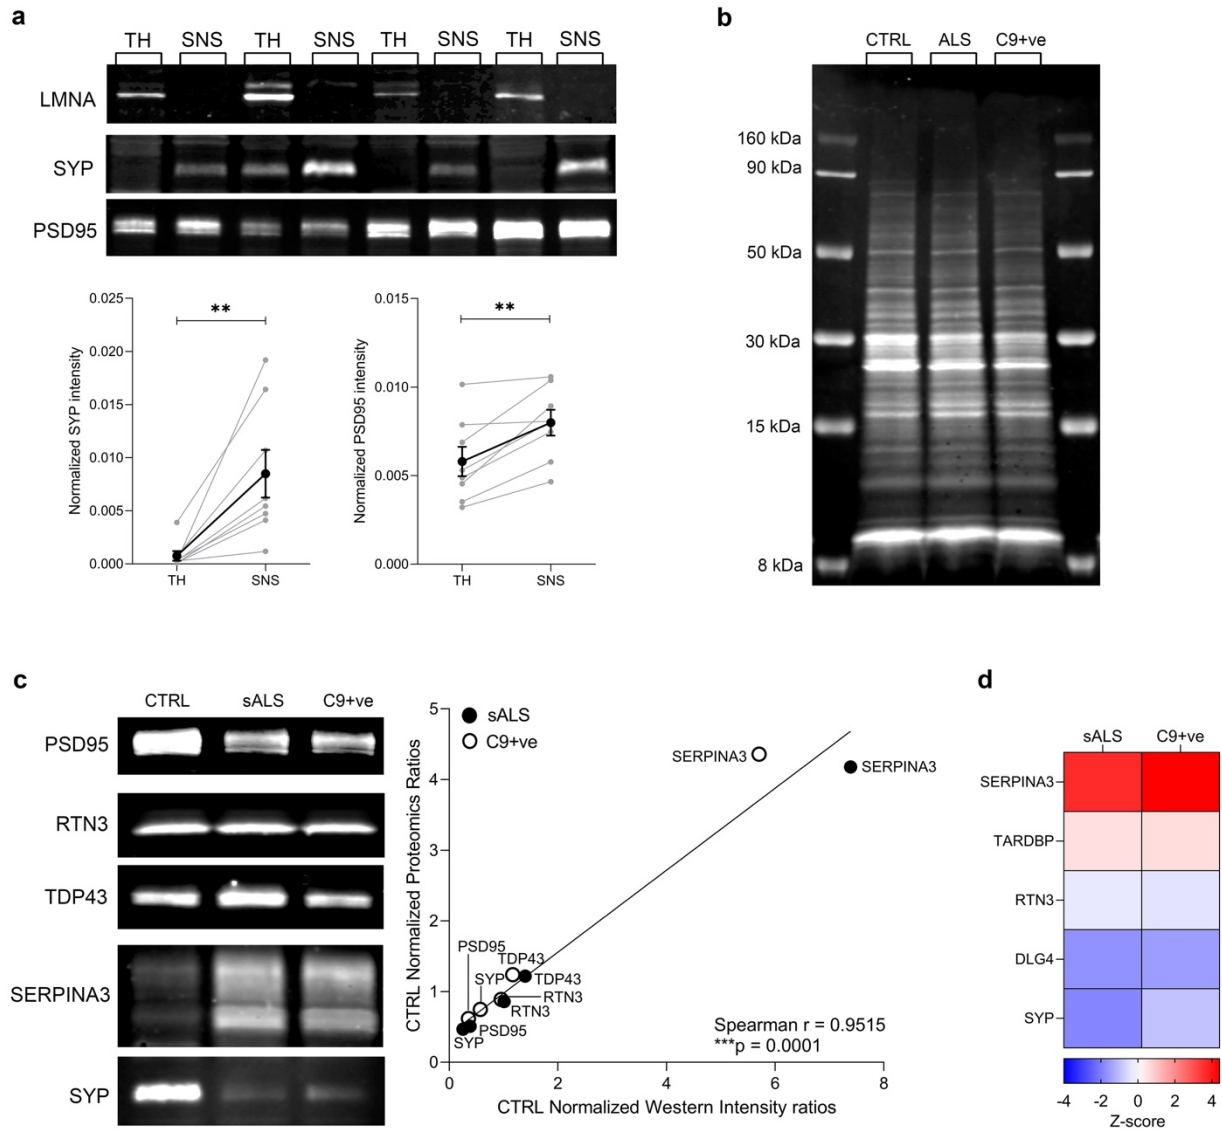 a
TH SNS TH SNS TH SNS TH SNS
LMNA
SYP
PSD95
0.025
0.020
0.015
0.010
0.005
0.000
Normalized SYP intensity
**
TH SNS
0.015
0.010
0.005
0.000
Normalized PSD95 intensity
**
TH SNS
b
CTRL ALS C9+ve
160 kDa
90 kDa
50 kDa
30 kDa
15 kDa
8 kDa
c
CTRL sALS C9+ve
PSD95
RTN3
TDP43
SERPINA3
SYP
CTRL Normalized Proteomics Ratios
5
4
3
2
1
0
sALS
C9+ve
SERPINA3
SERPINA3
PSD95
TDP43
SYP
TDP43
RTN3
RTN3
PSD95
SYP
Spearman r = 0.9515
***p = 0.0001
0 2 4 6 8
CTRL Normalized Western Intensity ratios
d
sALS C9+ve
SERPINA3
TARDBP
RTN3
DLG4
SYP
-4 -2 0 2 4
Z-score